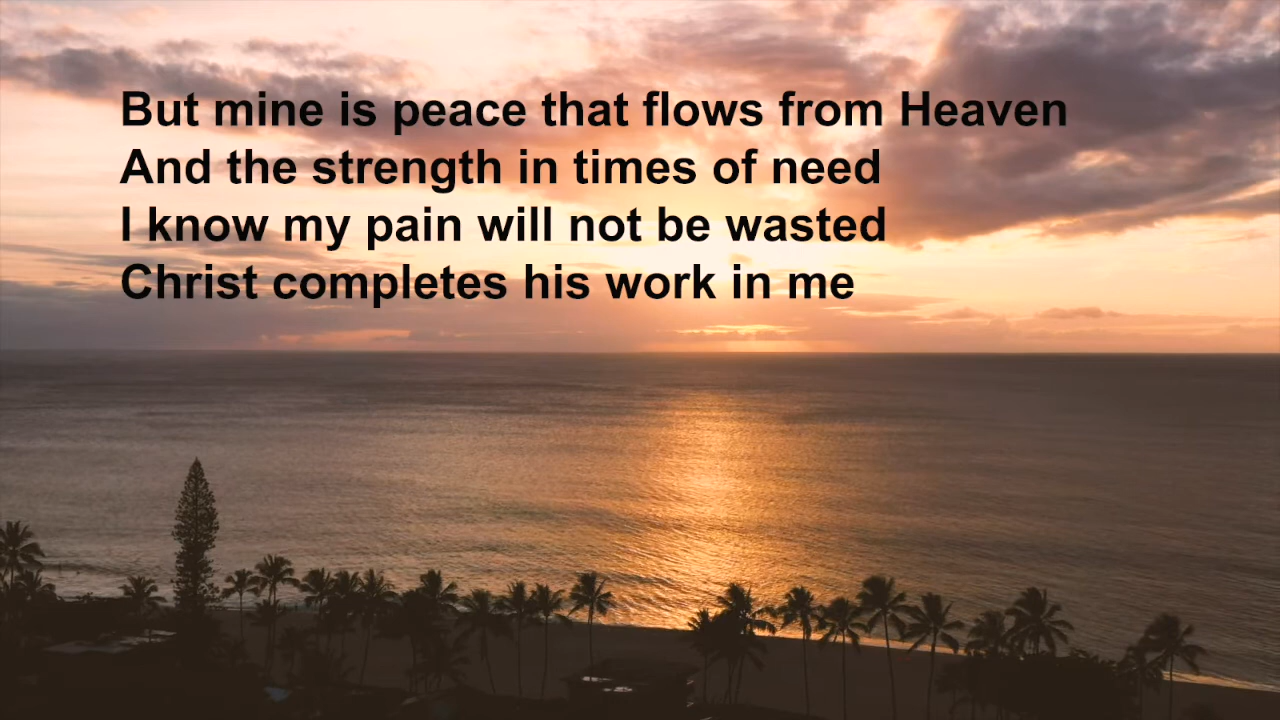 But mine is peace that flows from Heaven
And the strength in times of need
I know my pain will not be wasted
Christ completes his work in me